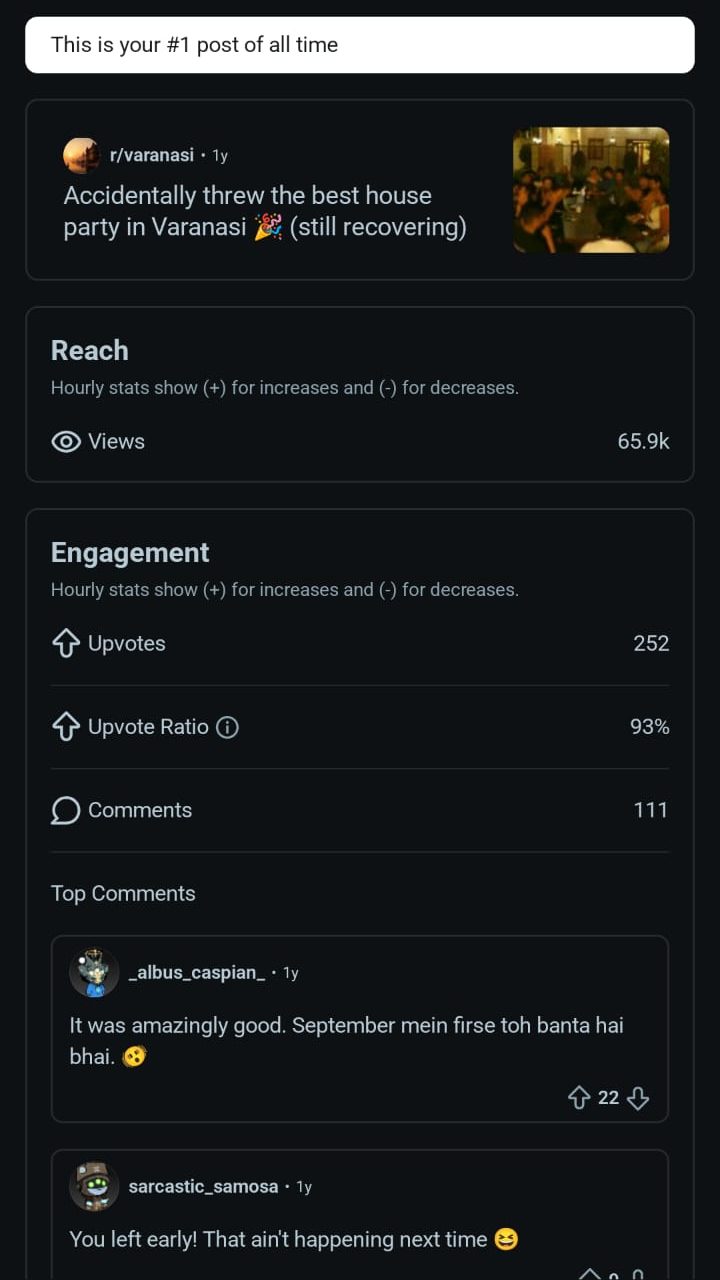 This is your #1 post of all time
r/varanasi · 1y
Accidentally threw the best house
party in Varanasi 🎉 (still recovering)
Reach
Hourly stats show (+) for increases and (-) for decreases.
Views 65.9k
Engagement
Hourly stats show (+) for increases and (-) for decreases.
Upvotes 252
Upvote Ratio 93%
Comments 111
Top Comments
_albus_caspian_ · 1y
It was amazingly good. September mein firse toh banta hai
bhai. 🫨
22
sarcastic_samosa · 1y
You left early! That ain't happening next time 😆